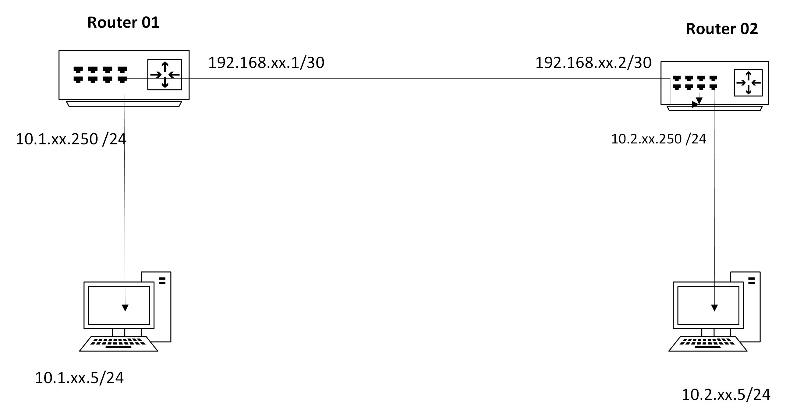 Router 01
Router 02
192.168.xx.1/30
192.168.xx.2/30
10.1.xx.250 /24
10.2.xx.250 /24
10.1.xx.5/24
10.2.xx.5/24